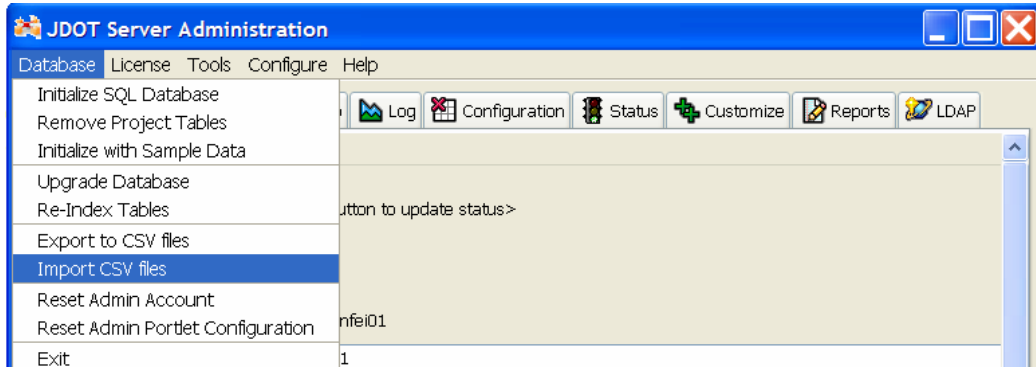 JDOT Server Administration
Database License Tools Configure Help
Initialize SQL Database
Remove Project Tables
Initialize with Sample Data
Upgrade Database
Re-Index Tables
Export to CSV files
Import CSV files
Reset Admin Account
Reset Admin Portlet Configuration
Exit
Log Configuration Status Customize Reports LDAP
utton to update status>
nfei01
1